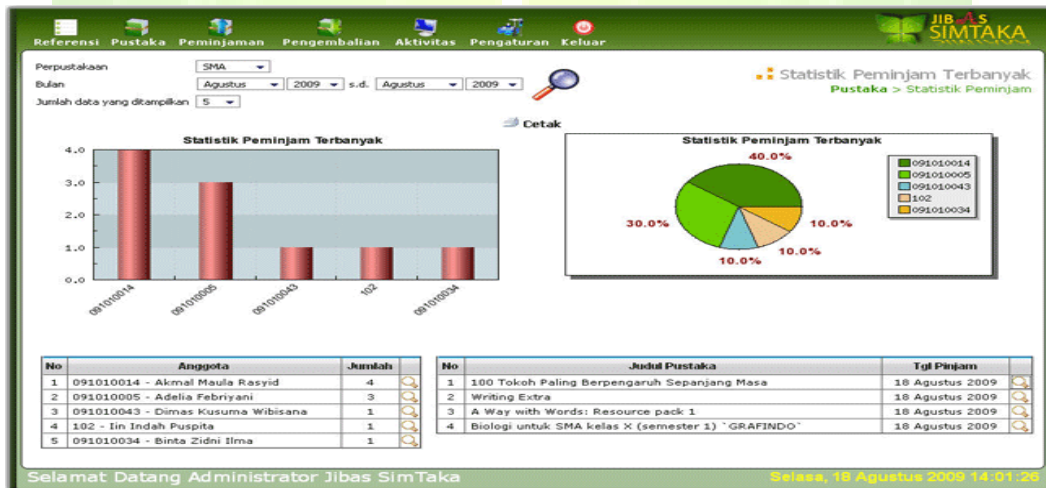 Referensi Pustaka Peminjaman Pengembalian Aktivitas Pengaturan Keluar
JIBAS
SIMTAKA
Perpustakaan SMA
Bulan Agustus 2009 s.d. Agustus 2009
Jumlah data yang ditampilkan 5
Statistik Peminjam Terbanyak
Pustaka > Statistik Peminjam
Cetak
Statistik Peminjam Terbanyak
4.0
3.0
2.0
1.0
0.0
091010014 091010005 091010043 102 091010034
Statistik Peminjam Terbanyak
40.0%
30.0%
10.0%
10.0%
10.0%
091010014
091010005
091010043
102
091010034
No Anggota Jumlah
1 091010014 - Akmal Maula Rasyid 4
2 091010005 - Adelia Febriyani 3
3 091010043 - Dimas Kusuma Wibisana 1
4 102 - Iin Indah Puspita 1
5 091010034 - Binta Zidni Ilma 1
No Judul Pustaka Tgl Pinjam
1 100 Tokoh Paling Berpengaruh Sepanjang Masa 18 Agustus 2009
2 Writing Extra 18 Agustus 2009
3 A Way with Words: Resource pack 1 18 Agustus 2009
4 Biologi untuk SMA kelas X (semester 1) `GRAFINDO` 18 Agustus 2009
Selamat Datang Administrator Jibas SimTaka
Selasa, 18 Agustus 2009 14:01:26